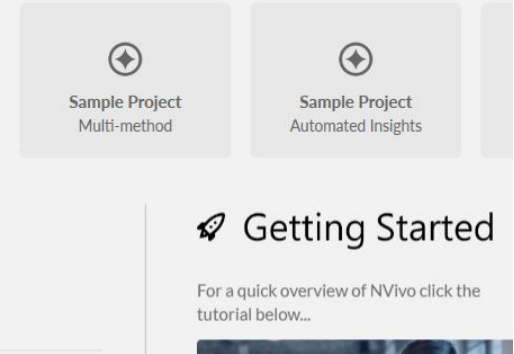 Sample Project
Multi-method
Sample Project
Automated Insights
Getting Started
For a quick overview of NVivo click the
tutorial below...